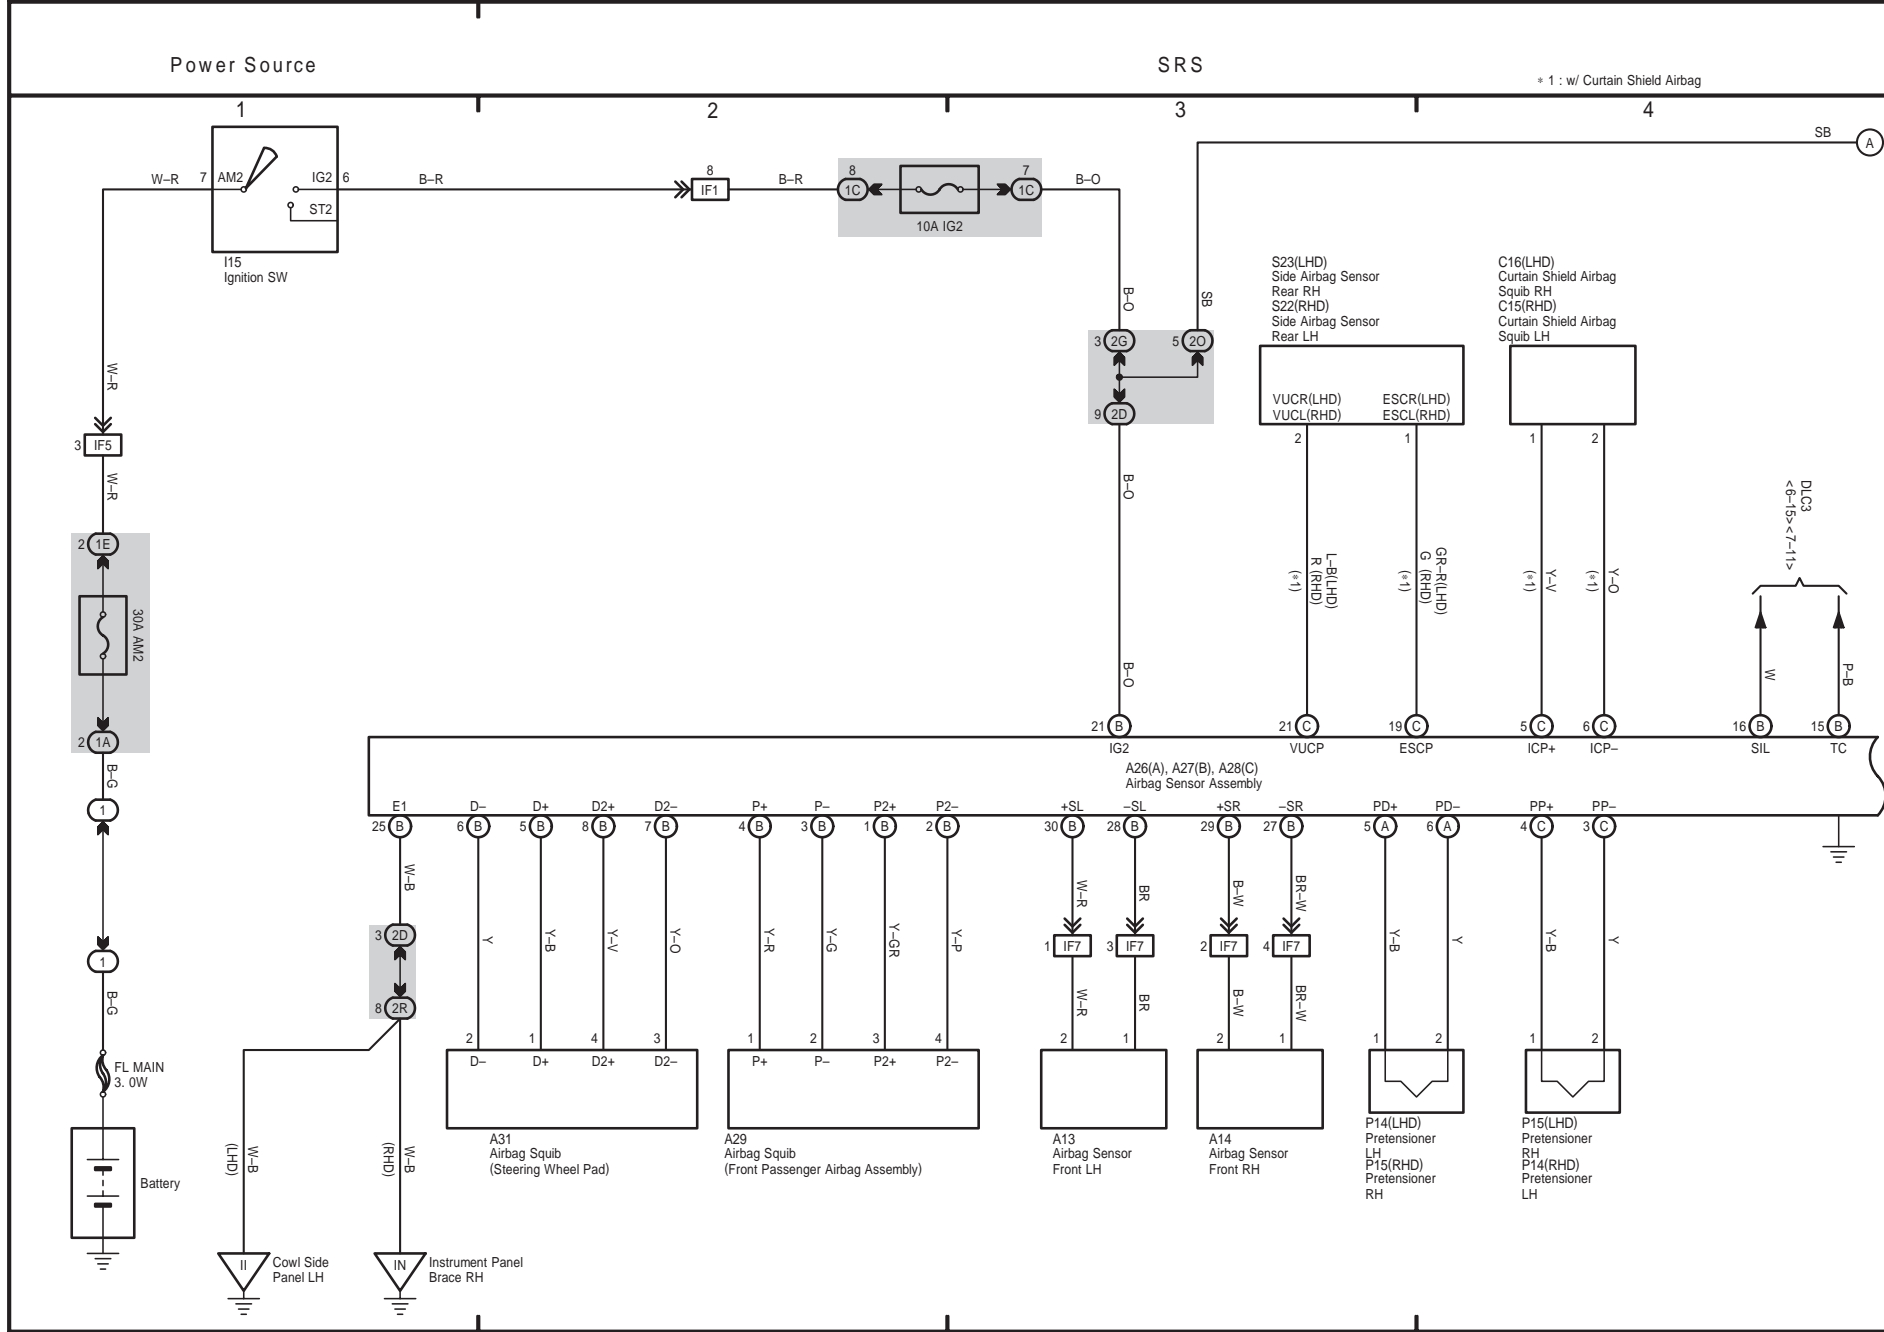 Power Source
SRS
* 1 : w/ Curtain Shield Airbag
1
2
3
4
SB
A
W–R
7
AM2
IG2
6
ST2
I15
Ignition SW
B–R
8
IF1
B–R
8
1C
7
1C
10A IG2
B–O
B–O
SB
3
2G
5
2O
9
2D
B–O
B–O
S23(LHD)
Side Airbag Sensor
Rear RH
S22(RHD)
Side Airbag Sensor
Rear LH
VUCR(LHD)
VUCL(RHD)
ESCR(LHD)
ESCL(RHD)
2
1
C16(LHD)
Curtain Shield Airbag
Squib RH
C15(RHD)
Curtain Shield Airbag
Squib LH
1
2
L–B(LHD)
R (RHD)
(*1)
GR–R(LHD)
G (RHD)
(*1)
Y–V
(*1)
Y–O
(*1)
DLC3
<6–15><7–11>
W
P–B
W–R
3
IF5
W–R
2
1E
30A AM2
2
1A
B–G
1
1
B–G
FL MAIN
3. 0W
Battery
21
B
IG2
21
C
VUCP
19
C
ESCP
5
C
ICP+
6
C
ICP–
16
B
SIL
15
B
TC
A26(A), A27(B), A28(C)
Airbag Sensor Assembly
E1
D–
D+
D2+
D2–
P+
P–
P2+
P2–
+SL
–SL
+SR
–SR
PD+
PD–
PP+
PP–
25
B
6
B
5
B
8
B
7
B
4
B
3
B
1
B
2
B
30
B
28
B
29
B
27
B
5
A
6
A
4
C
3
C
W–B
3
2D
8
2R
Y
Y–B
Y–V
Y–O
Y–R
Y–G
Y–GR
Y–P
W–R
BR
B–W
BR–W
1
IF7
3
IF7
2
IF7
4
IF7
W–R
BR
B–W
BR–W
Y–B
Y
Y–B
Y
2
1
4
3
1
2
3
4
2
1
2
1
1
2
1
2
D–
D+
D2+
D2–
P+
P–
P2+
P2–
A31
Airbag Squib
(Steering Wheel Pad)
A29
Airbag Squib
(Front Passenger Airbag Assembly)
A13
Airbag Sensor
Front LH
A14
Airbag Sensor
Front RH
P14(LHD)
Pretensioner
LH
P15(RHD)
Pretensioner
RH
P15(LHD)
Pretensioner
RH
P14(RHD)
Pretensioner
LH
W–B
(LHD)
W–B
(RHD)
II
Cowl Side
Panel LH
IN
Instrument Panel
Brace RH